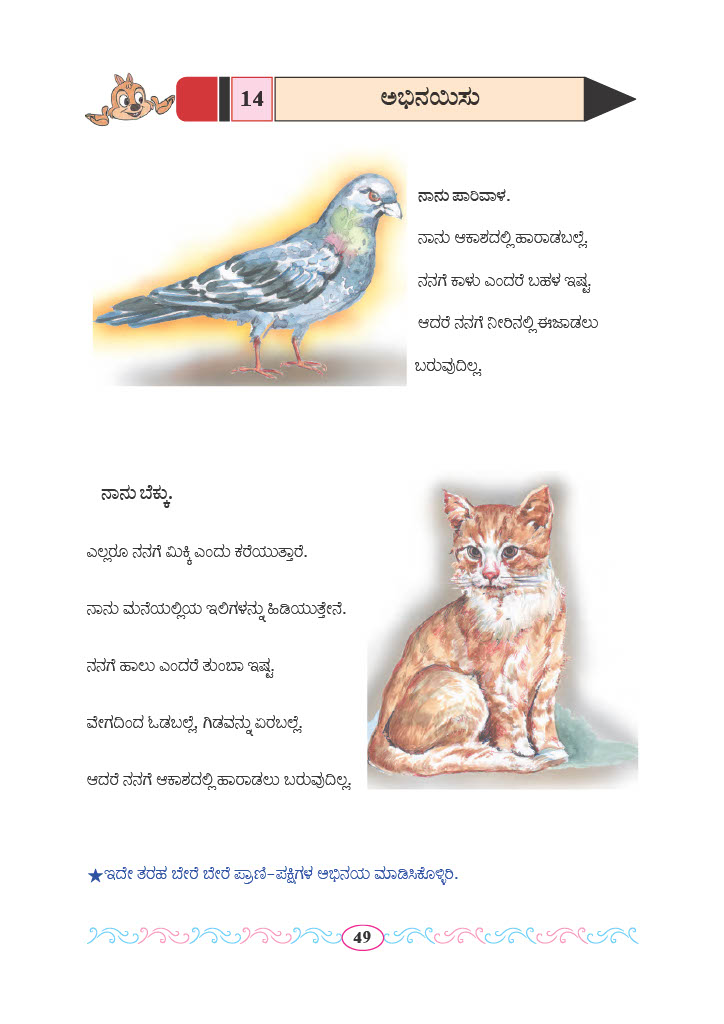 14
ಅಭಿನಯಿಸು
ನಾನು ಪಾರಿವಾಳ.
ನಾನು ಆಕಾಶದಲ್ಲಿ ಹಾರಾಡಬಲ್ಲೆ.
ನನಗೆ ಕಾಳು ಎಂದರೆ ಬಹಳ ಇಷ್ಟ.
ಆದರೆ ನನಗೆ ನೀರಿನಲ್ಲಿ ಈಜಾಡಲು
ಬರುವುದಿಲ್ಲ.
ನಾನು ಬೆಕ್ಕು.
ಎಲ್ಲರೂ ನನಗೆ ಮಿಕ್ಕಿ ಎಂದು ಕರೆಯುತ್ತಾರೆ.
ನಾನು ಮನೆಯಲ್ಲಿಯ ಇಲಿಗಳನ್ನು ಹಿಡಿಯುತ್ತೇನೆ.
ನನಗೆ ಹಾಲು ಎಂದರೆ ತುಂಬಾ ಇಷ್ಟ.
ವೇಗದಿಂದ ಓಡಬಲ್ಲೆ, ಗಿಡವನ್ನು ಏರಬಲ್ಲೆ.
ಆದರೆ ನನಗೆ ಆಕಾಶದಲ್ಲಿ ಹಾರಾಡಲು ಬರುವುದಿಲ್ಲ.
★ಇದೇ ತರಹ ಬೇರೆ ಬೇರೆ ಪ್ರಾಣಿ-ಪಕ್ಷಿಗಳ ಅಭಿನಯ ಮಾಡಿಸಿಕೊಳ್ಳಿರಿ.
49